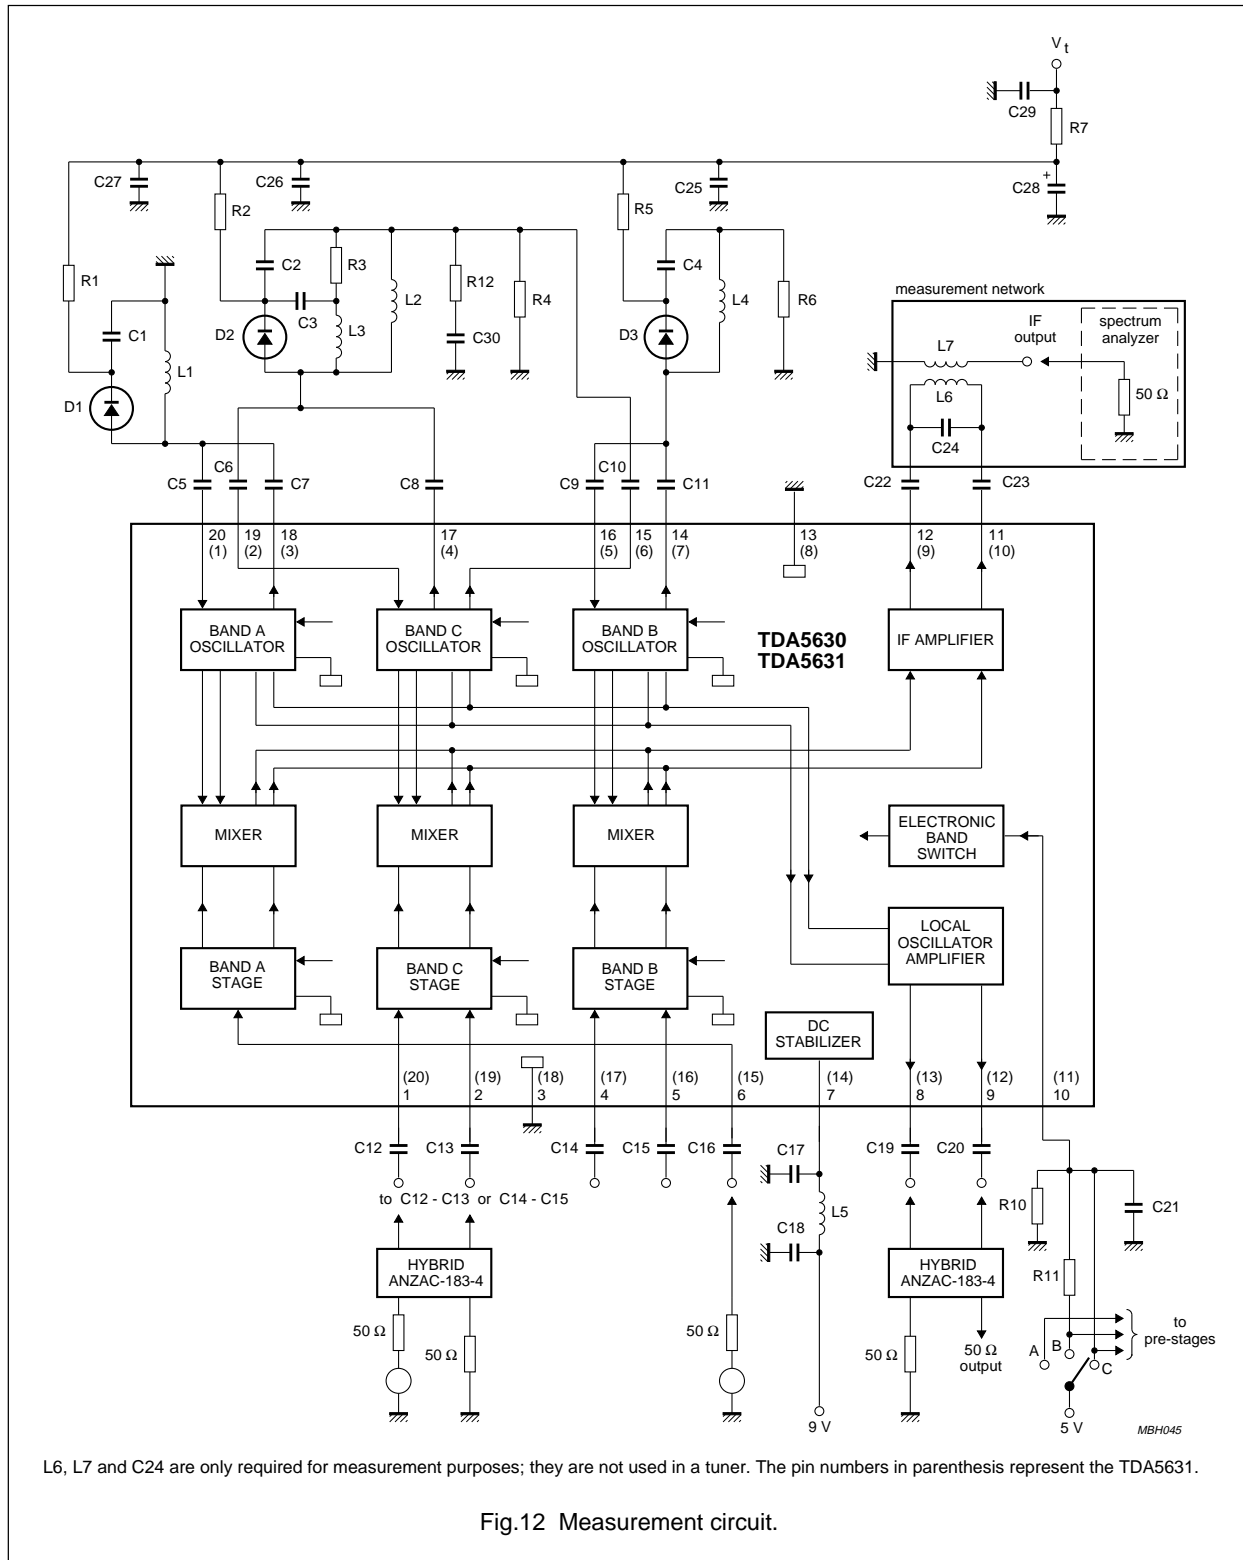 V t
C29
R7
C27
C26
C25
C28
R2
R5
R1
C2
R3
R12
L2
R4
C4
L4
R6
C1
D2
C3
L3
C30
D3
L1
D1
measurement network
IF output
spectrum analyzer
L7
L6
50 Ω
C24
C5
C6
C7
C8
C9
C10
C11
C22
C23
20 (1)
19 (2)
18 (3)
17 (4)
16 (5)
15 (6)
14 (7)
13 (8)
12 (9)
11 (10)
BAND A OSCILLATOR
BAND C OSCILLATOR
BAND B OSCILLATOR
TDA5630
TDA5631
IF AMPLIFIER
MIXER
MIXER
MIXER
ELECTRONIC BAND SWITCH
LOCAL OSCILLATOR AMPLIFIER
BAND A STAGE
BAND C STAGE
BAND B STAGE
DC STABILIZER
(20) 1
(19) 2
(18) 3
(17) 4
(16) 5
(15) 6
(14) 7
(13) 8
(12) 9
(11) 10
C12
C13
C14
C15
C16
C17
C19
C20
to C12 - C13 or C14 - C15
L5
C18
R10
C21
HYBRID ANZAC-183-4
HYBRID ANZAC-183-4
R11
50 Ω
50 Ω
50 Ω
50 Ω
50 Ω output
A
B
C
to pre-stages
9 V
5 V
MBH045
L6, L7 and C24 are only required for measurement purposes; they are not used in a tuner. The pin numbers in parenthesis represent the TDA5631.
Fig.12 Measurement circuit.